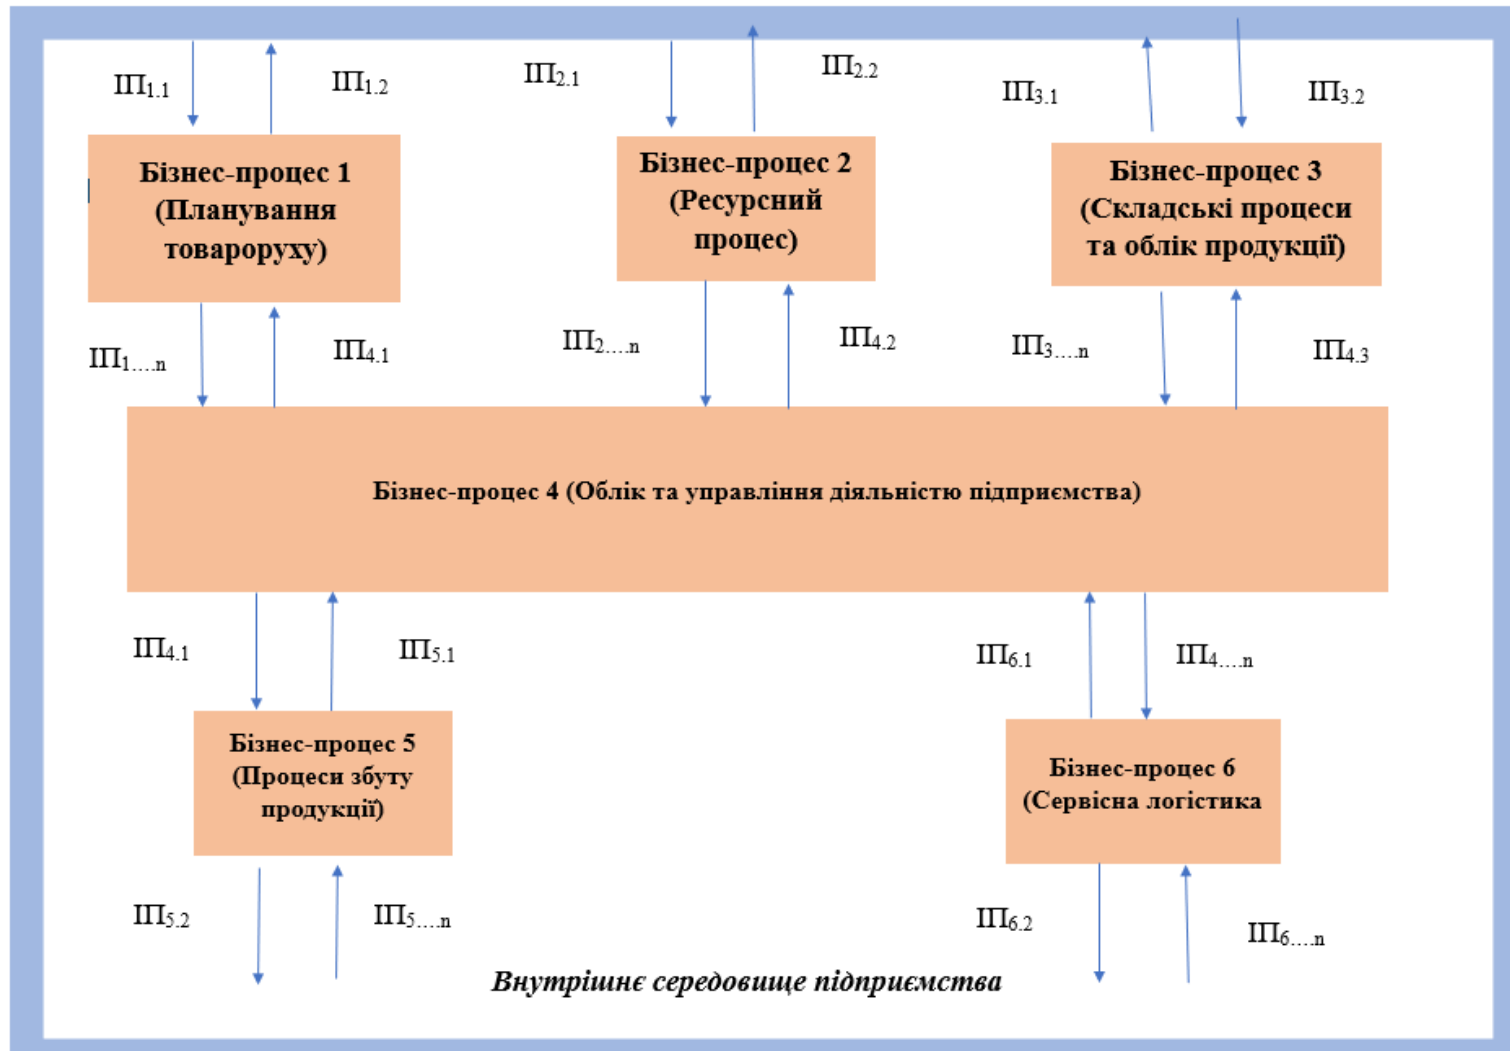 ІП1.1
ІП1.2
ІП2.1
ІП2.2
ІП3.1
ІП3.2
Бізнес-процес 1
(Планування
товароруху)
Бізнес-процес 2
(Ресурсний
процес)
Бізнес-процес 3
(Складські процеси
та облік продукції)
ІП1….n
ІП4.1
ІП2….n
ІП4.2
ІП3….n
ІП4.3
Бізнес-процес 4 (Облік та управління діяльністю підприємства)
ІП4.1
ІП5.1
ІП6.1
ІП4….n
Бізнес-процес 5
(Процеси збуту
продукції)
Бізнес-процес 6
(Сервісна логістика
ІП5.2
ІП5….n
ІП6.2
ІП6….n
Внутрішнє середовище підприємства